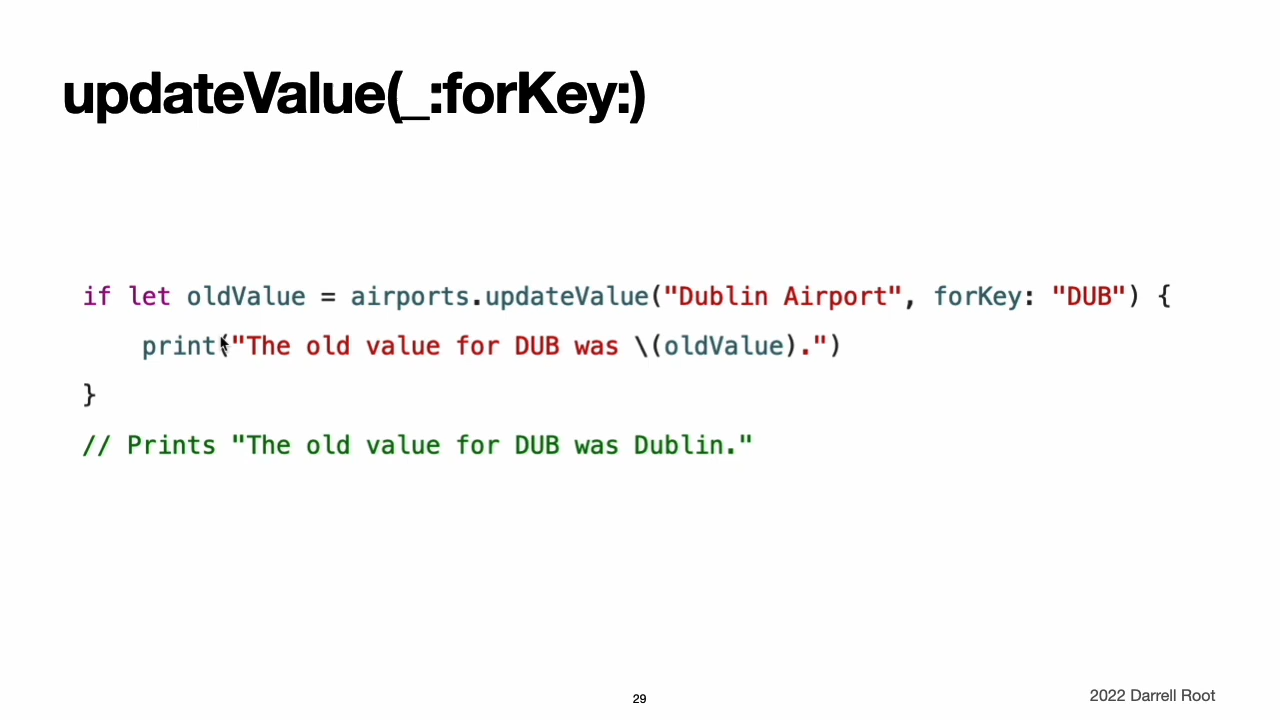 updateValue(_:forKey:)
if let oldValue = airports.updateValue("Dublin Airport", forKey: "DUB") {
    print("The old value for DUB was \(oldValue).")
}
// Prints "The old value for DUB was Dublin."
29
2022 Darrell Root